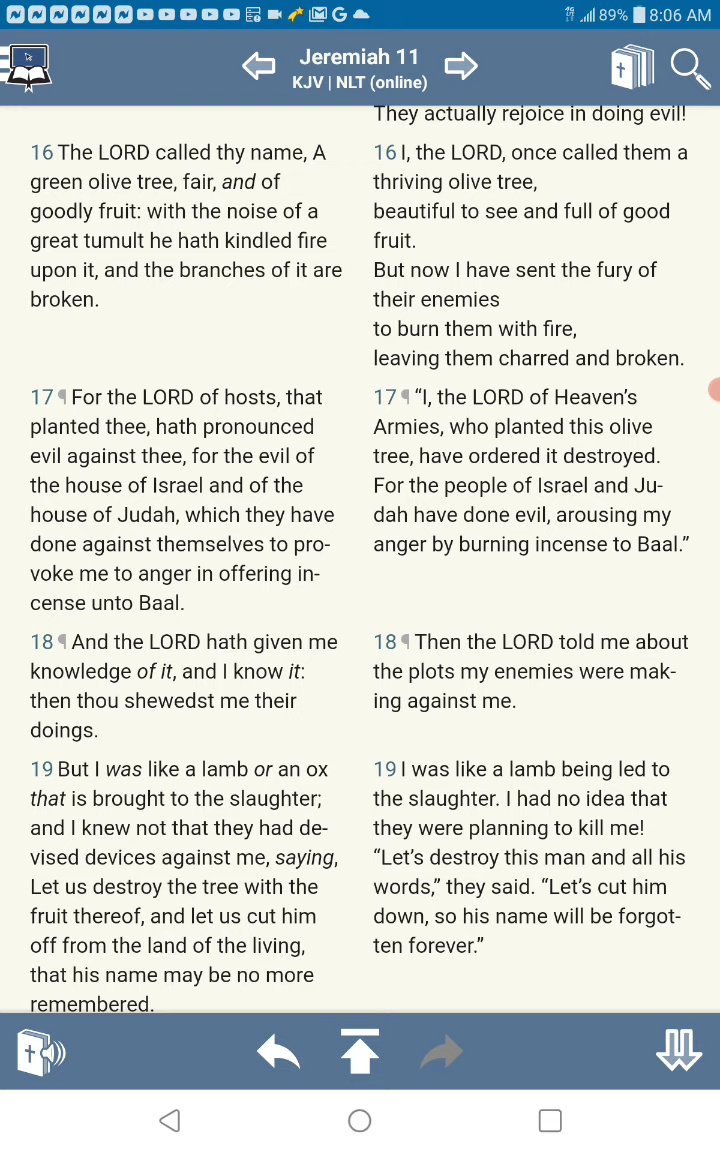 89% 8:06 AM
Jeremiah 11
KJV | NLT (online)
They actually rejoice in doing evil!
16 The LORD called thy name, A
green olive tree, fair, and of
goodly fruit: with the noise of a
great tumult he hath kindled fire
upon it, and the branches of it are
broken.
16 I, the LORD, once called them a
thriving olive tree,
beautiful to see and full of good
fruit.
But now I have sent the fury of
their enemies
to burn them with fire,
leaving them charred and broken.
17 ¶ For the LORD of hosts, that
planted thee, hath pronounced
evil against thee, for the evil of
the house of Israel and of the
house of Judah, which they have
done against themselves to pro-
voke me to anger in offering in-
cense unto Baal.
17 ¶ “I, the LORD of Heaven’s
Armies, who planted this olive
tree, have ordered it destroyed.
For the people of Israel and Ju-
dah have done evil, arousing my
anger by burning incense to Baal.”
18 ¶ And the LORD hath given me
knowledge of it, and I know it:
then thou shewedst me their
doings.
18 ¶ Then the LORD told me about
the plots my enemies were mak-
ing against me.
19 But I was like a lamb or an ox
that is brought to the slaughter;
and I knew not that they had de-
vised devices against me, saying,
Let us destroy the tree with the
fruit thereof, and let us cut him
off from the land of the living,
that his name may be no more
remembered.
19 I was like a lamb being led to
the slaughter. I had no idea that
they were planning to kill me!
“Let’s destroy this man and all his
words,” they said. “Let’s cut him
down, so his name will be forgot-
ten forever.”